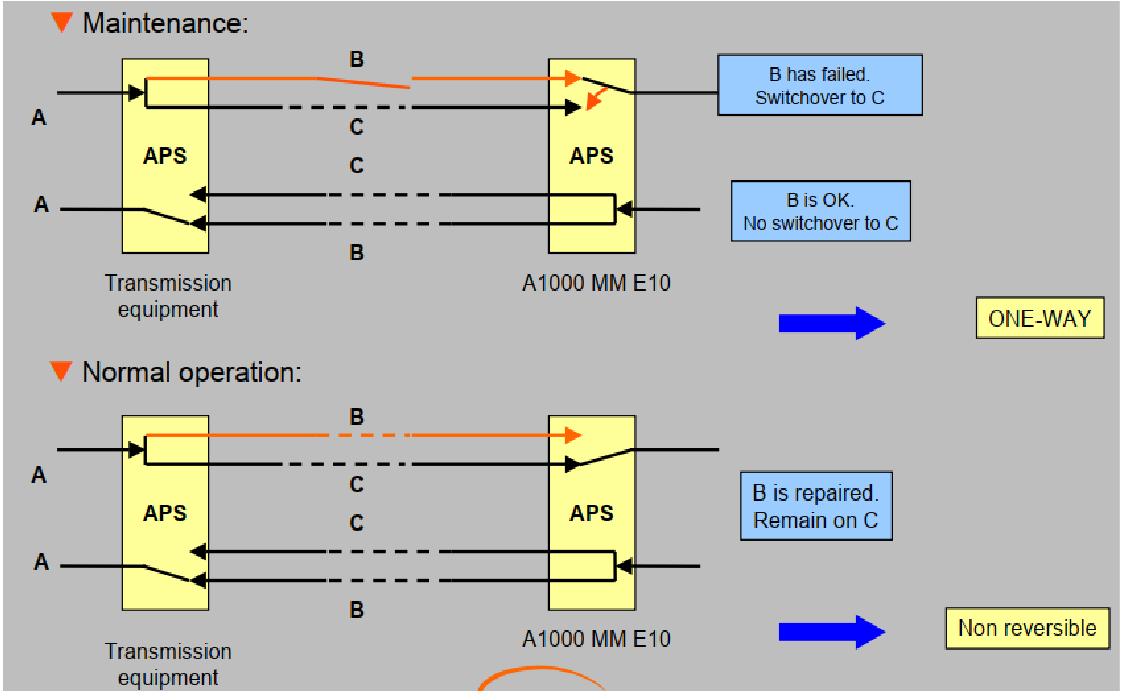 Maintenance:
B
B has failed.
Switchover to C
A
C
APS
APS
C
A
B is OK.
No switchover to C
B
Transmission
equipment
A1000 MM E10
ONE-WAY
Normal operation:
B
A
C
B is repaired.
Remain on C
APS
APS
C
A
B
Transmission
equipment
A1000 MM E10
Non reversible